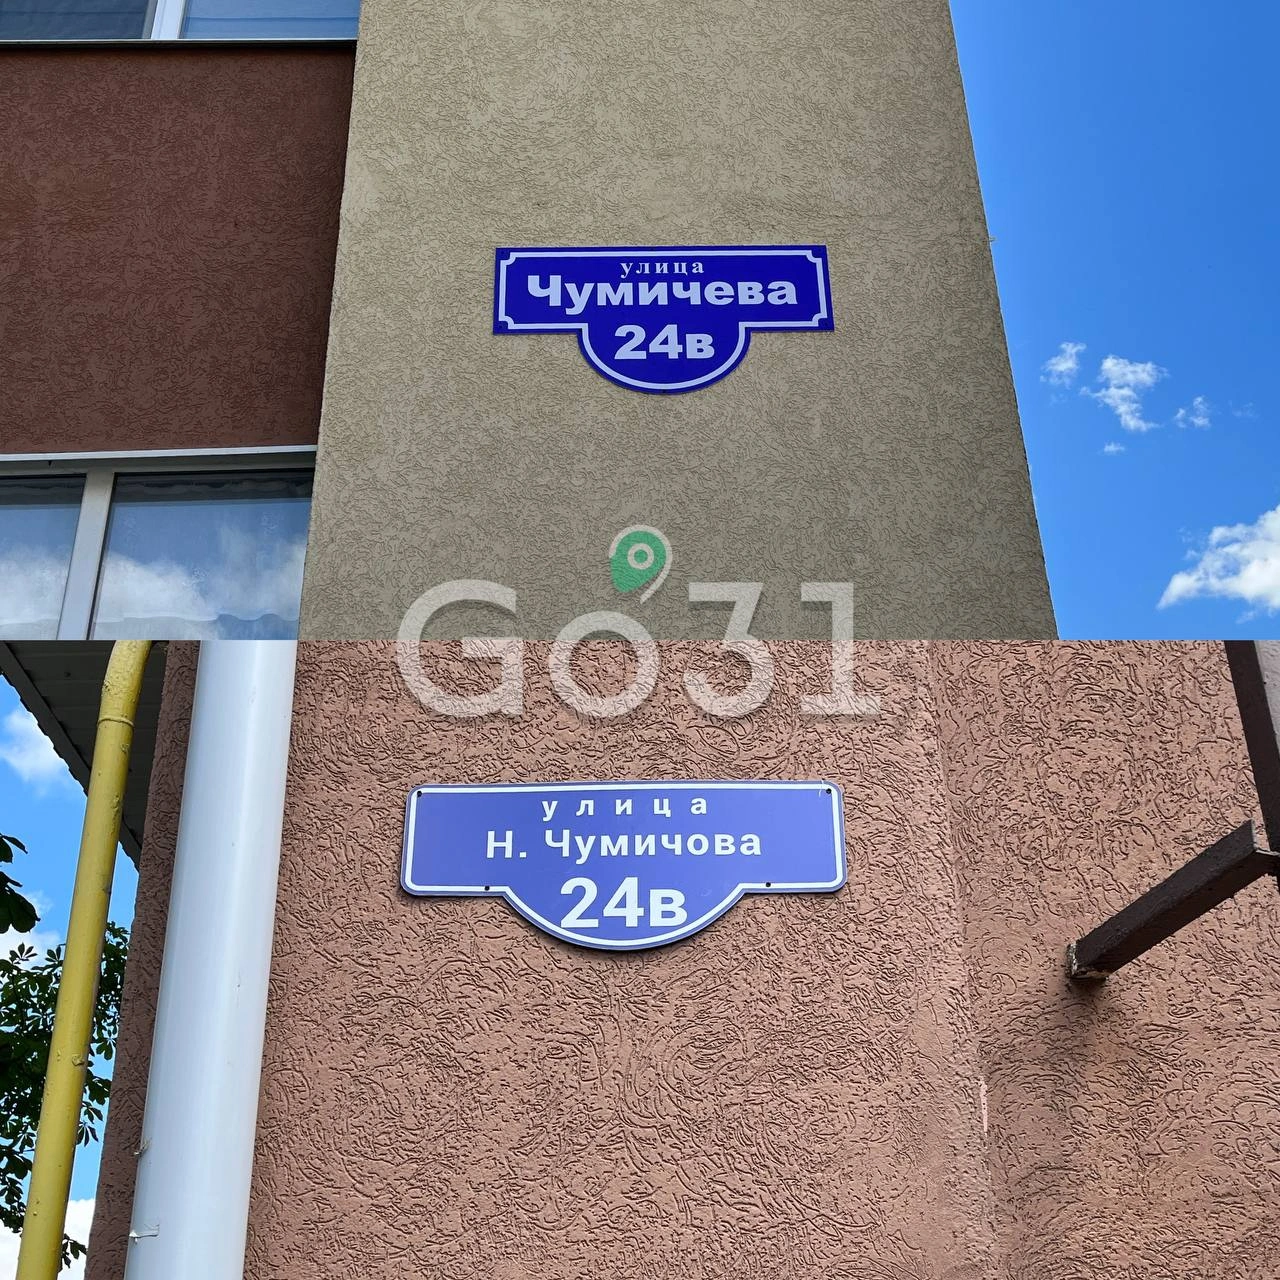 улица
Чумичева
24в
Go31
улица
Н. Чумичова
24в